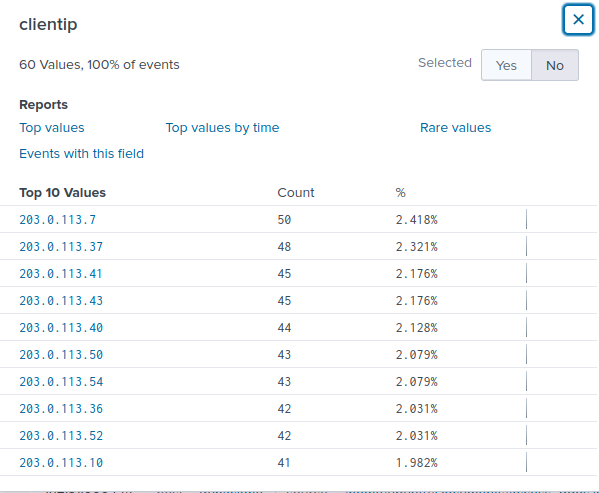 clientip
60 Values, 100% of events Selected Yes No
Reports
Top values Top values by time Rare values
Events with this field
Top 10 Values Count %
203.0.113.7 50 2.418%
203.0.113.37 48 2.321%
203.0.113.41 45 2.176%
203.0.113.43 45 2.176%
203.0.113.40 44 2.128%
203.0.113.50 43 2.079%
203.0.113.54 43 2.079%
203.0.113.36 42 2.031%
203.0.113.52 42 2.031%
203.0.113.10 41 1.982%